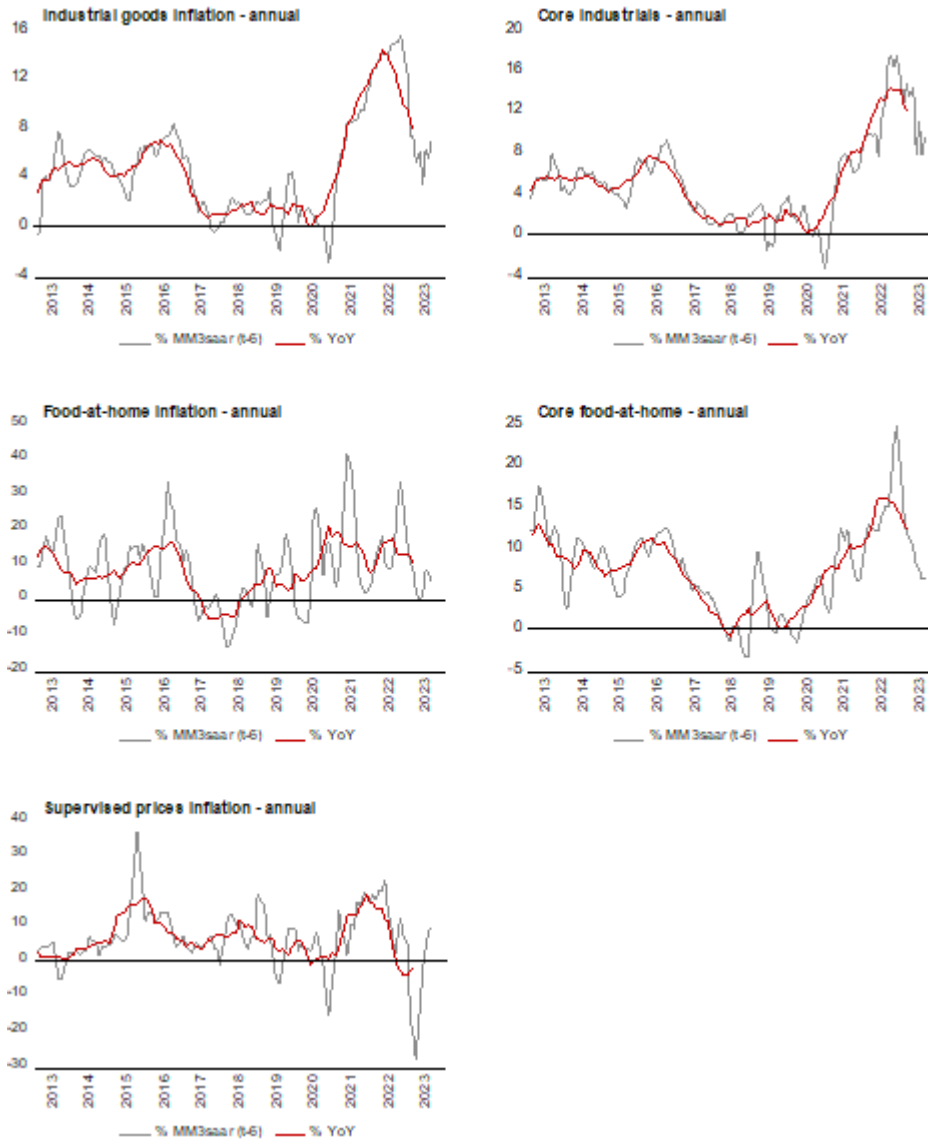 Industrial goods inflation - annual
16
12
8
4
0
-4
2013 2014 2015 2016 2017 2018 2019 2020 2021 2022 2023
% MM3saar (t-6) % YoY
Core industrials - annual
20
16
12
8
4
0
-4
2013 2014 2015 2016 2017 2018 2019 2020 2021 2022 2023
% MM3saar (t-6) % YoY
Food-at-home inflation - annual
50
40
30
20
10
0
-10
-20
2013 2014 2015 2016 2017 2018 2019 2020 2021 2022 2023
% MM3saar (t-6) % YoY
Core food-at-home - annual
25
20
15
10
5
0
-5
2013 2014 2015 2016 2017 2018 2019 2020 2021 2022 2023
% MM3saar (t-6) % YoY
Supervised prices inflation - annual
40
30
20
10
0
-10
-20
-30
2013 2014 2015 2016 2017 2018 2019 2020 2021 2022 2023
% MM3saar (t-6) % YoY